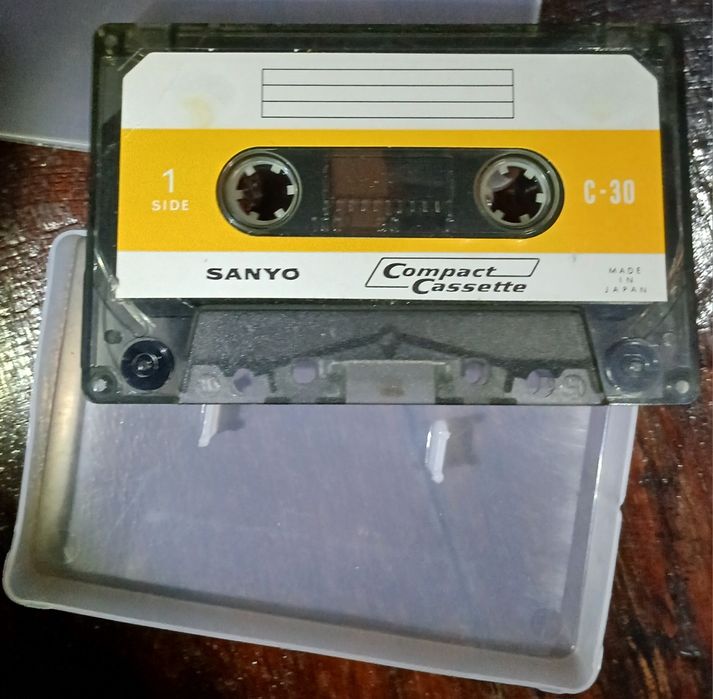 1
SIDE
C-30
SANYO
Compact
Cassette
MADE
IN
JAPAN